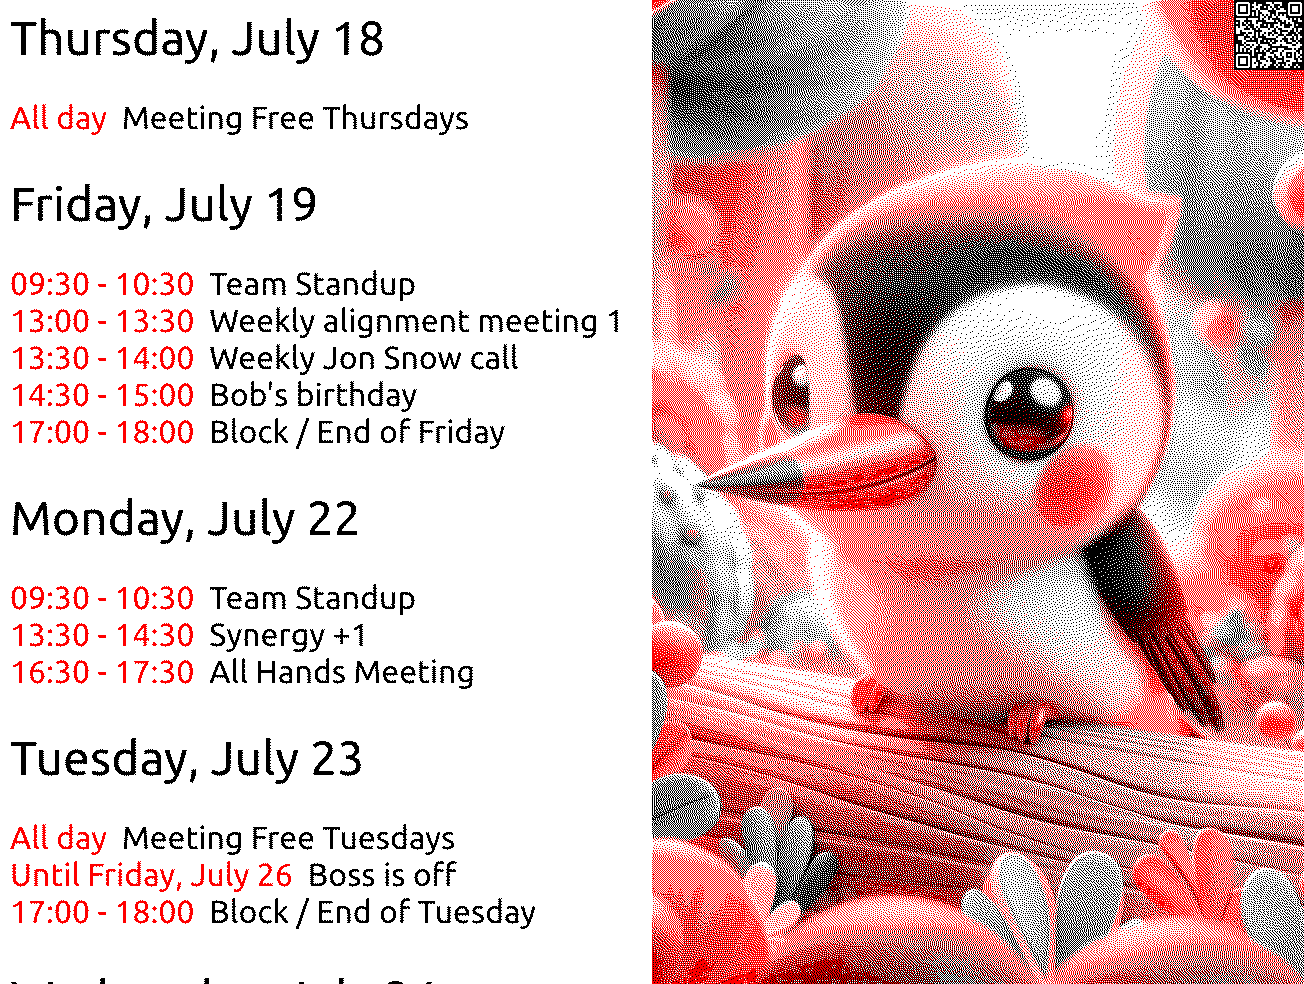 Thursday, July 18
All day Meeting Free Thursdays
Friday, July 19
09:30 - 10:30 Team Standup
13:00 - 13:30 Weekly alignment meeting 1
13:30 - 14:00 Weekly Jon Snow call
14:30 - 15:00 Bob's birthday
17:00 - 18:00 Block / End of Friday
Monday, July 22
09:30 - 10:30 Team Standup
13:30 - 14:30 Synergy +1
16:30 - 17:30 All Hands Meeting
Tuesday, July 23
All day Meeting Free Tuesdays
Until Friday, July 26 Boss is off
17:00 - 18:00 Block / End of Tuesday